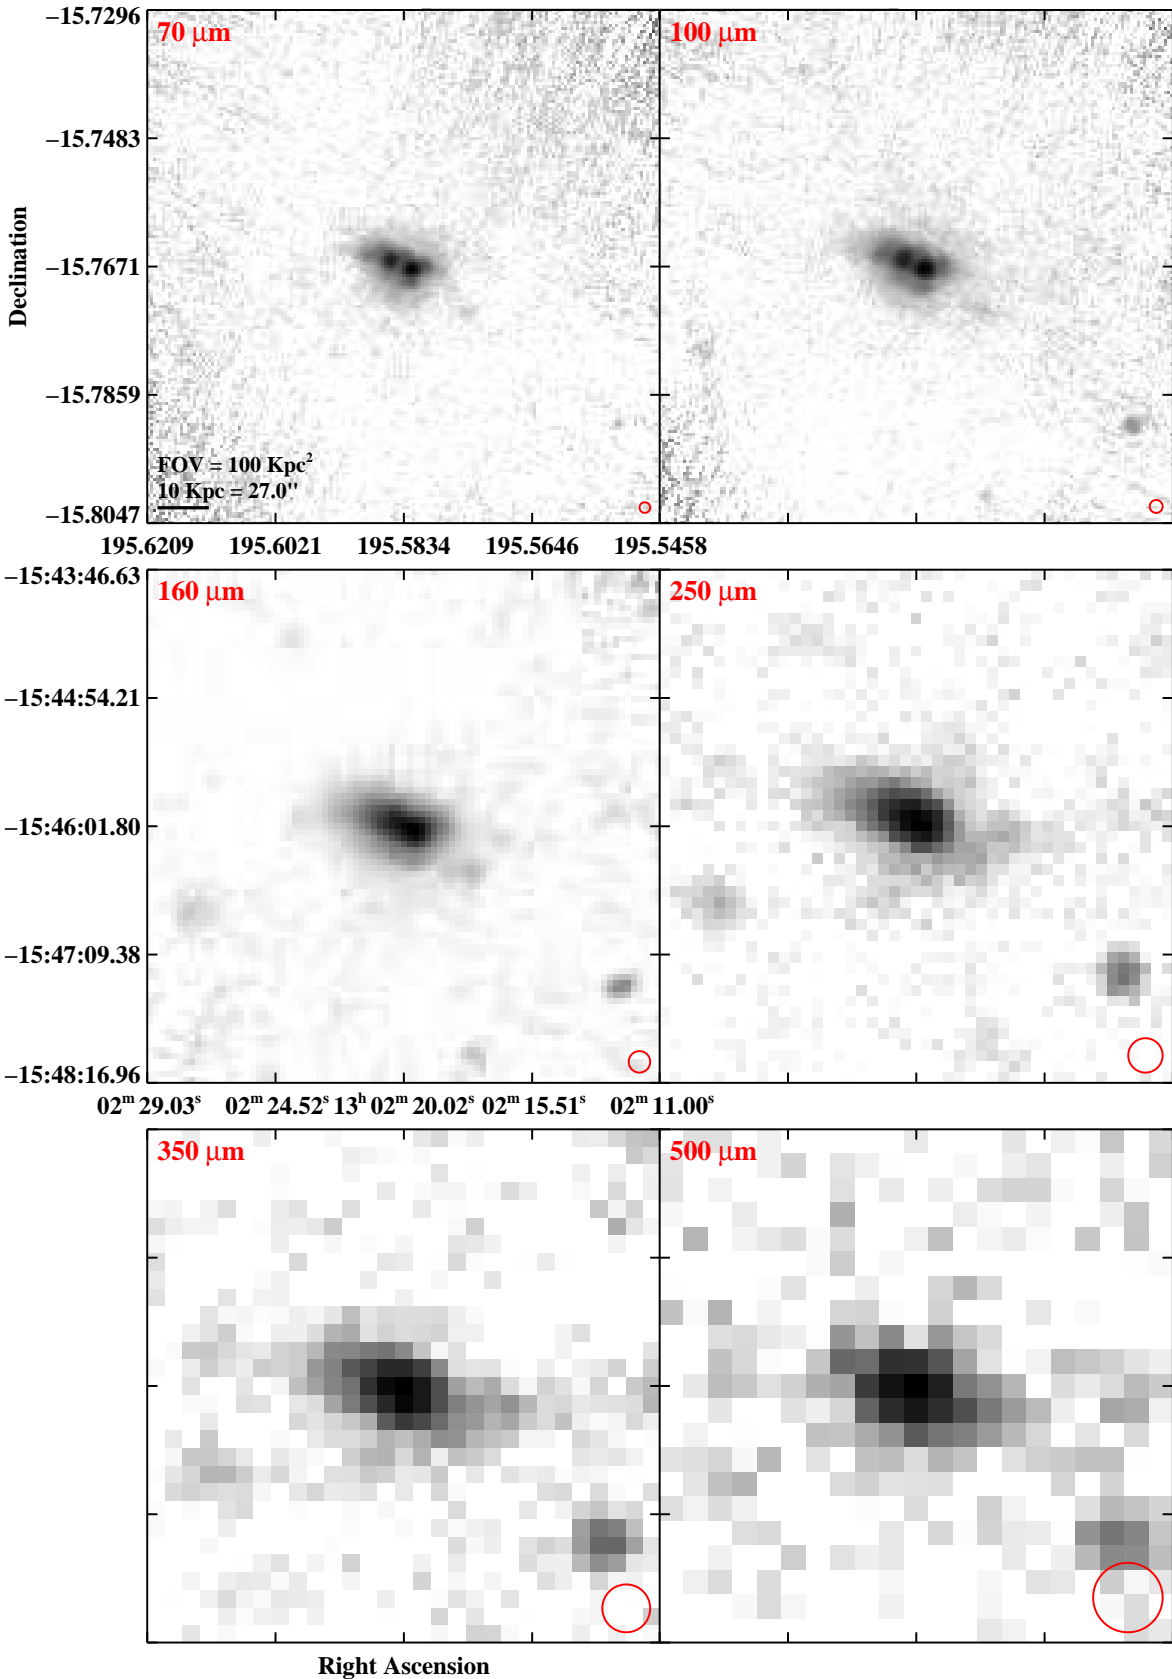 −15.7296
70 μm
100 μm
−15.7483
Declination
−15.7671
−15.7859
FOV = 100 Kpc²
10 Kpc = 27.0"
−15.8047
195.6209 195.6021 195.5834 195.5646 195.5458
−15:43:46.63
160 μm
250 μm
−15:44:54.21
−15:46:01.80
−15:47:09.38
−15:48:16.96
02ᵐ 29.03ˢ 02ᵐ 24.52ˢ 13ʰ 02ᵐ 20.02ˢ 02ᵐ 15.51ˢ 02ᵐ 11.00ˢ
350 μm
500 μm
Right Ascension